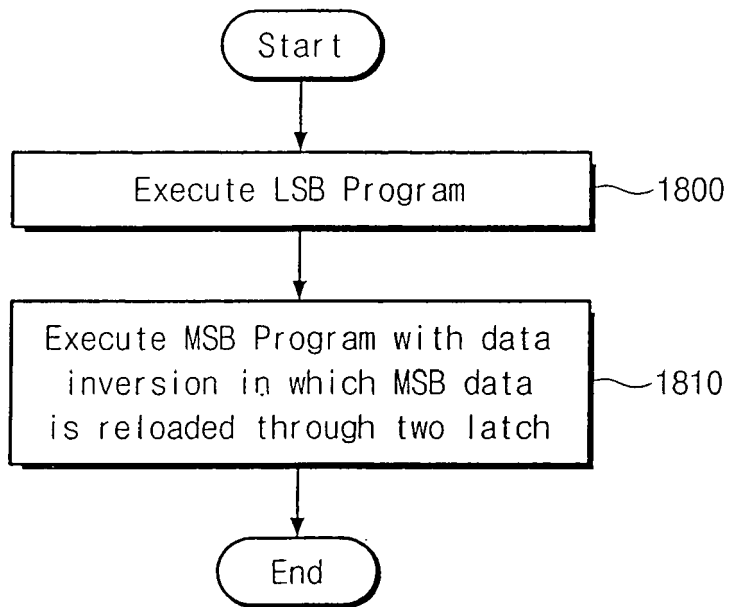 Start
Execute LSB Program
1800
Execute MSB Program with data
inversion in which MSB data
is reloaded through two latch
1810
End